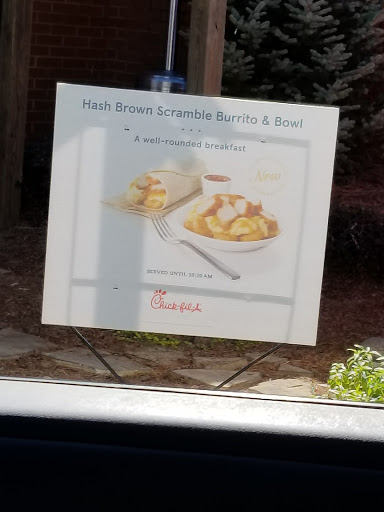 Hash Brown Scramble Burrito & Bowl
A well-rounded breakfast
New
SERVED UNTIL 10:30 AM
Chick-fil-A